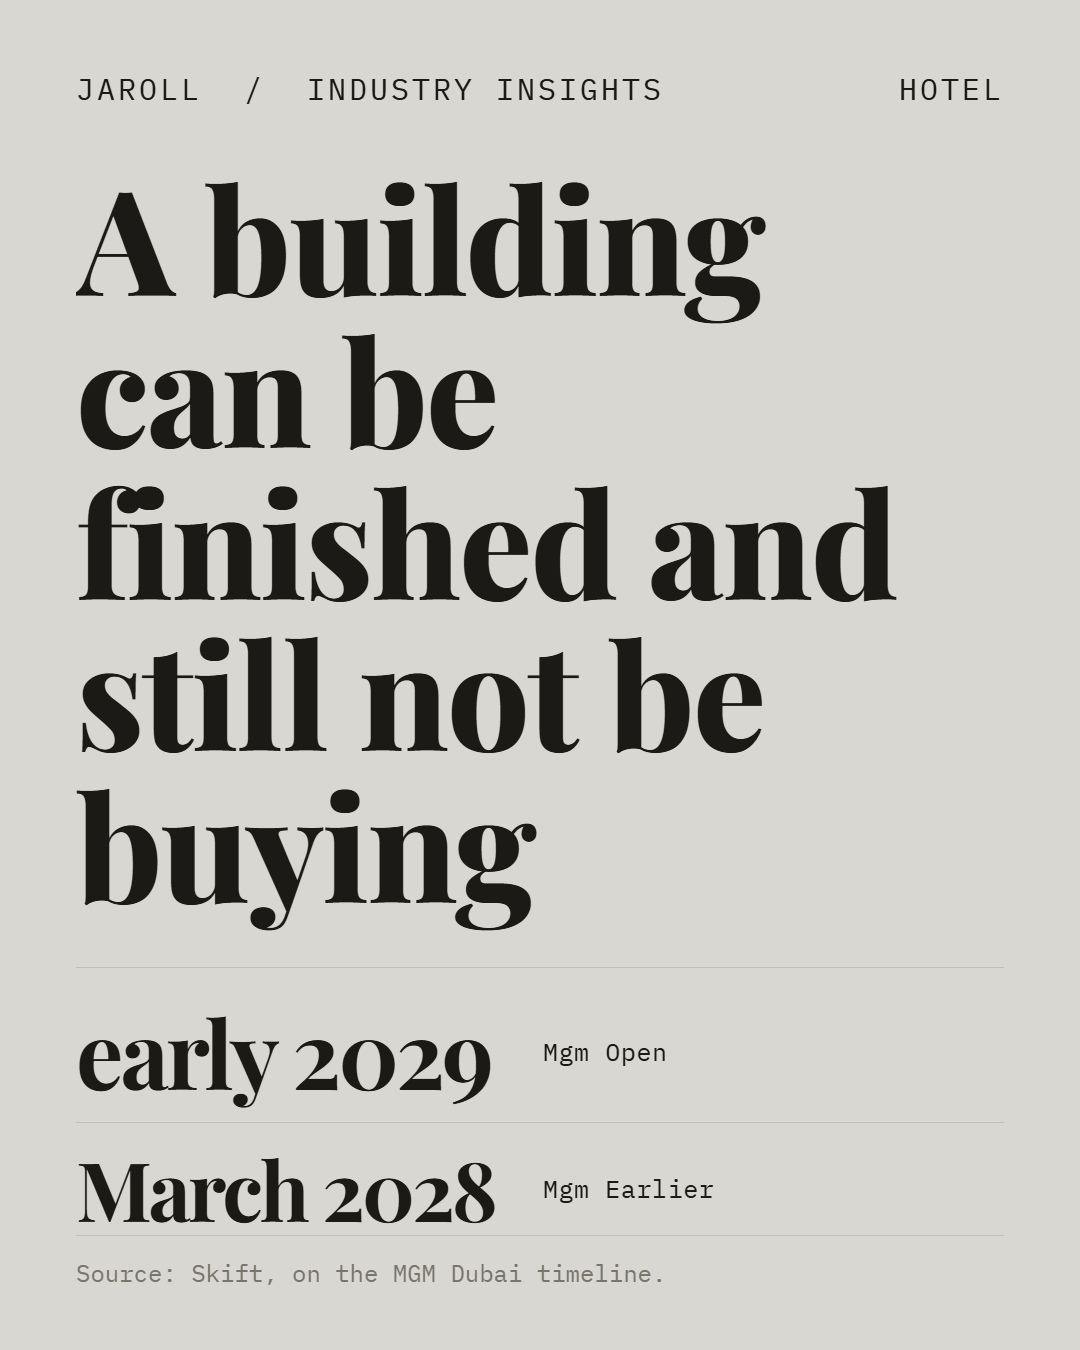 JAROLL / INDUSTRY INSIGHTS HOTEL
A building
can be
finished and
still not be
buying
early 2029 Mgm Open
March 2028 Mgm Earlier
Source: Skift, on the MGM Dubai timeline.